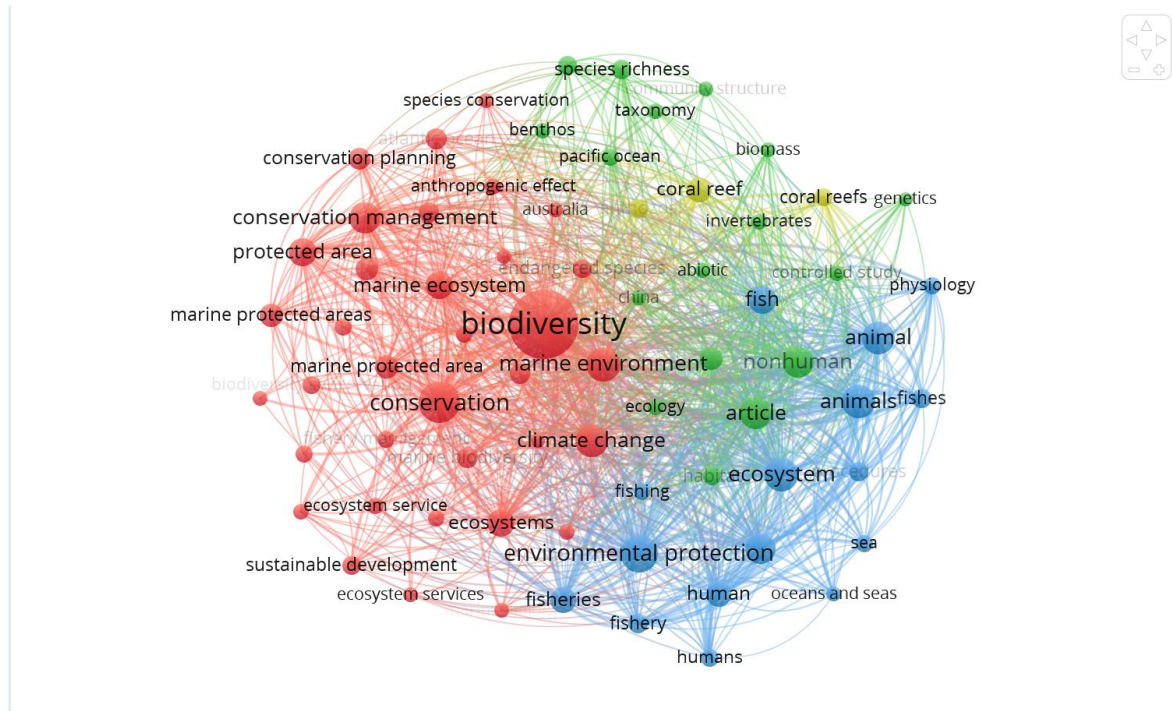 species richness
community structure
species conservation
taxonomy
benthos
conservation planning
pacific ocean
biomass
anthropogenic effect
coral reef
coral reefs
genetics
australia
conservation management
invertebrates
protected area
endangered species
abiotic
controlled study
marine ecosystem
physiology
china
fish
marine protected areas
biodiversity
animal
marine environment
nonhuman
marine protected area
conservation
ecology
article
animals
fishes
climate change
fishery management
marine biodiversity
habitat
ecosystem
fishing
ecosystem service
ecosystems
environmental protection
sea
sustainable development
ecosystem services
fisheries
human
oceans and seas
fishery
humans